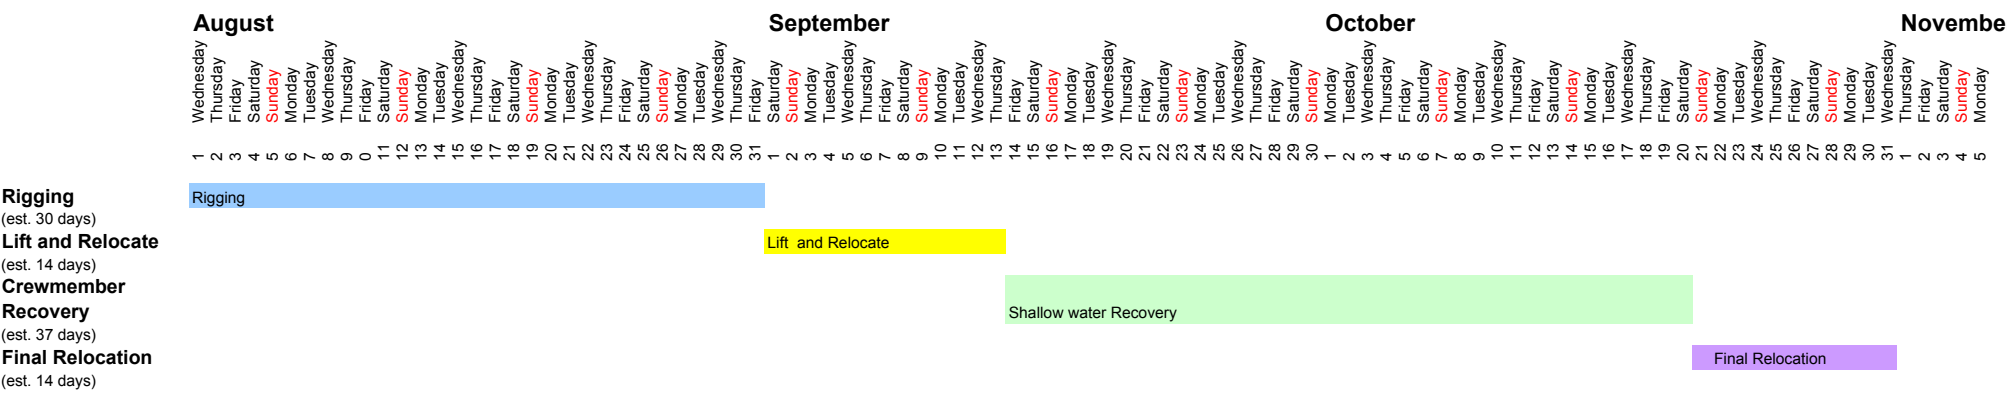 August September October Novembe
Wednesday Thursday Friday Saturday Sunday Monday Tuesday Wednesday Thursday Friday Saturday Sunday Monday Tuesday Wednesday Thursday Friday Saturday Sunday Monday Tuesday Wednesday Thursday Friday Saturday Sunday Monday Tuesday Wednesday Thursday Friday Saturday Sunday Monday Tuesday Wednesday Thursday Friday Saturday Sunday Monday Tuesday Wednesday Thursday Friday Saturday Sunday Monday Tuesday Wednesday Thursday Friday Saturday Sunday Monday Tuesday Wednesday Thursday Friday Saturday Sunday Monday Tuesday Wednesday Thursday Friday Saturday Sunday Monday Tuesday Wednesday Thursday Friday Saturday Sunday Monday Tuesday Wednesday Thursday Friday Saturday Sunday Monday Tuesday Wednesday Thursday Friday Saturday Sunday Monday Tuesday Wednesday Thursday Friday Saturday Sunday Monday
1 2 3 4 5 6 7 8 9 0 11 12 13 14 15 16 17 18 19 20 21 22 23 24 25 26 27 28 29 30 31 1 2 3 4 5 6 7 8 9 10 11 12 13 14 15 16 17 18 19 20 21 22 23 24 25 26 27 28 29 30 1 2 3 4 5 6 7 8 9 10 11 12 13 14 15 16 17 18 19 20 21 22 23 24 25 26 27 28 29 30 31 1 2 3 4 5
Rigging Rigging
(est. 30 days)
Lift and Relocate Lift and Relocate
(est. 14 days)
Crewmember
Recovery Shallow water Recovery
(est. 37 days)
Final Relocation Final Relocation
(est. 14 days)